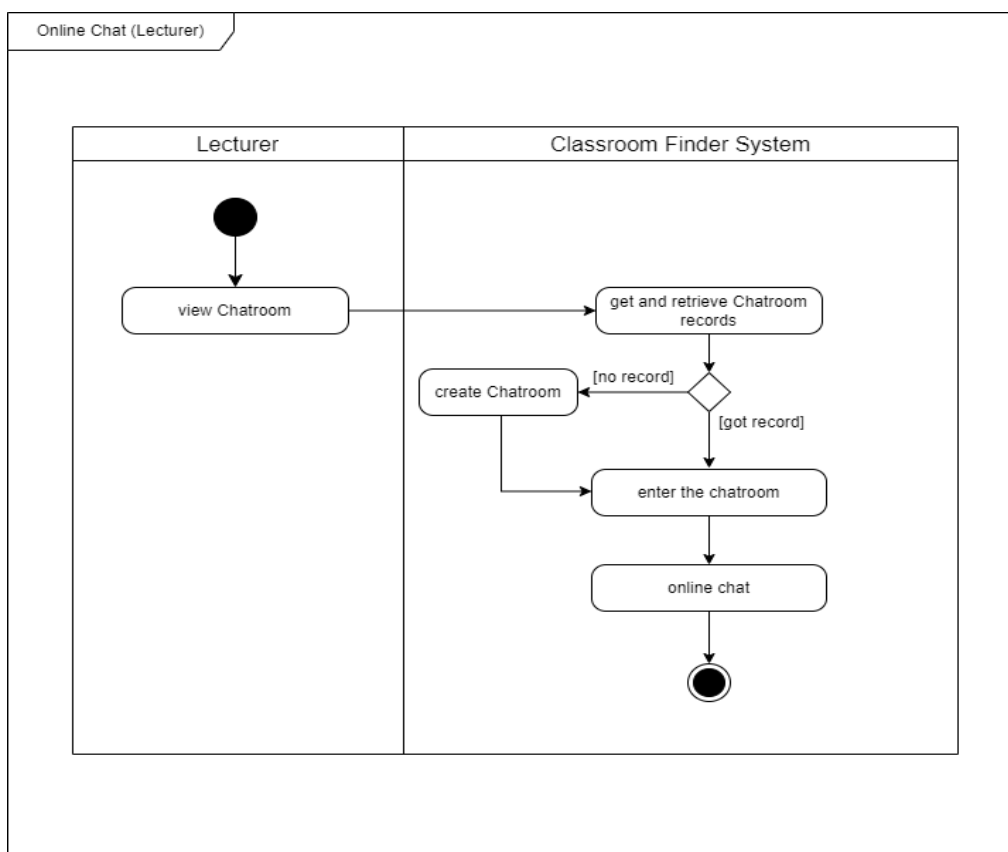 Online Chat (Lecturer)
Lecturer
Classroom Finder System
view Chatroom
get and retrieve Chatroom
records
[no record]
create Chatroom
[got record]
enter the chatroom
online chat